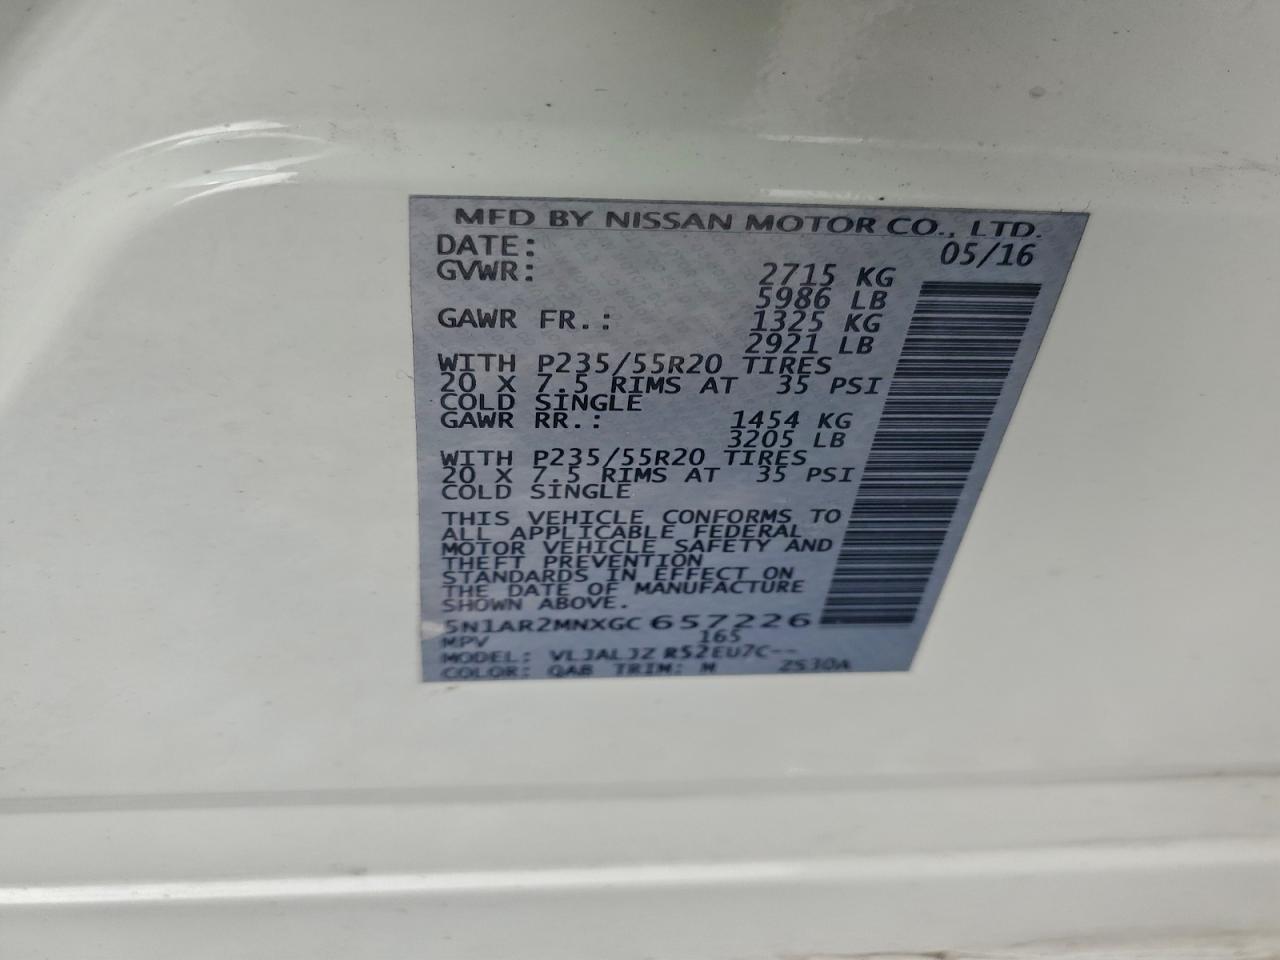 MFD BY NISSAN MOTOR CO., LTD.
DATE: 05/16
GVWR: 2715 KG
5986 LB
GAWR FR.: 1325 KG
2921 LB
WITH P235/55R20 TIRES
20 X 7.5 RIMS AT 35 PSI
COLD SINGLE
GAWR RR.: 1454 KG
3205 LB
WITH P235/55R20 TIRES
20 X 7.5 RIMS AT 35 PSI
COLD SINGLE
THIS VEHICLE CONFORMS TO
ALL APPLICABLE FEDERAL
MOTOR VEHICLE SAFETY AND
THEFT PREVENTION
STANDARDS IN EFFECT ON
THE DATE OF MANUFACTURE
SHOWN ABOVE.
5N1AR2MNXGC657226
MPV 165
MODEL: VLJALJZ R52EU7C--
COLOR: QAB TRIM: M ZS30A